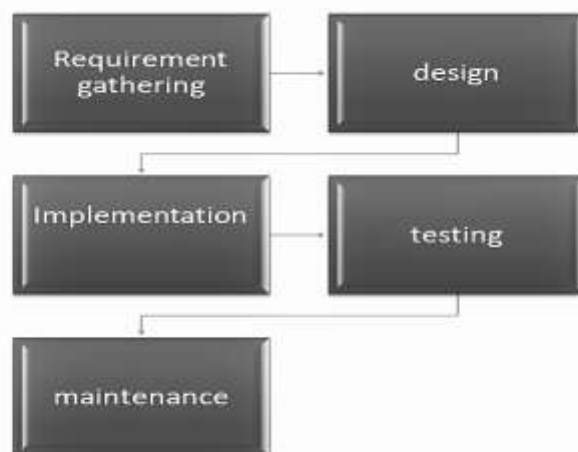 Requirement
gathering
design
Implementation
testing
maintenance